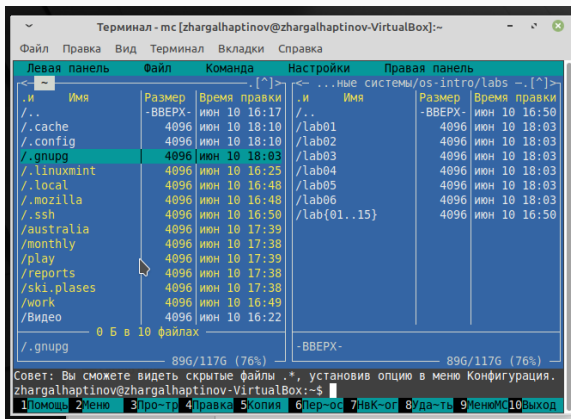 Терминал - mc [zhargalhaptinov@zhargalhaptinov-VirtualBox]:~
Файл Правка Вид Терминал Вкладки Справка
Левая панель Файл Команда Настройки Правая панель
<- ~ .[^]> <- ...ные системы/os-intro/labs -.[^]>
.и Имя Размер Время правки .и Имя Размер Время правки
/.. -ВВЕРХ- июн 10 16:17 /.. -ВВЕРХ- июн 10 16:50
/.cache 4096 июн 10 18:10 /lab01 4096 июн 10 18:03
/.config 4096 июн 10 18:10 /lab02 4096 июн 10 18:03
/.gnupg 4096 июн 10 18:03 /lab03 4096 июн 10 18:03
/.linuxmint 4096 июн 10 16:25 /lab04 4096 июн 10 18:03
/.local 4096 июн 10 16:48 /lab05 4096 июн 10 18:03
/.mozilla 4096 июн 10 16:48 /lab06 4096 июн 10 18:03
/.ssh 4096 июн 10 16:50 /lab{01..15} 4096 июн 10 16:50
/australia 4096 июн 10 17:39
/monthly 4096 июн 10 17:38
/play 4096 июн 10 17:39
/reports 4096 июн 10 17:38
/ski.plases 4096 июн 10 17:38
/work 4096 июн 10 16:49
/Видео 4096 июн 10 16:22
0 Б в 10 файлах
/.gnupg -ВВЕРХ-
89G/117G (76%) 89G/117G (76%)
Совет: Вы сможете видеть скрытые файлы .*, установив опцию в меню Конфигурация.
zhargalhaptinov@zhargalhaptinov-VirtualBox:~$
1Помощь 2Меню 3Про~тр 4Правка 5Копия 6Пер~ос 7НвК~ог 8Уда~ть 9МенюMC 10Выход